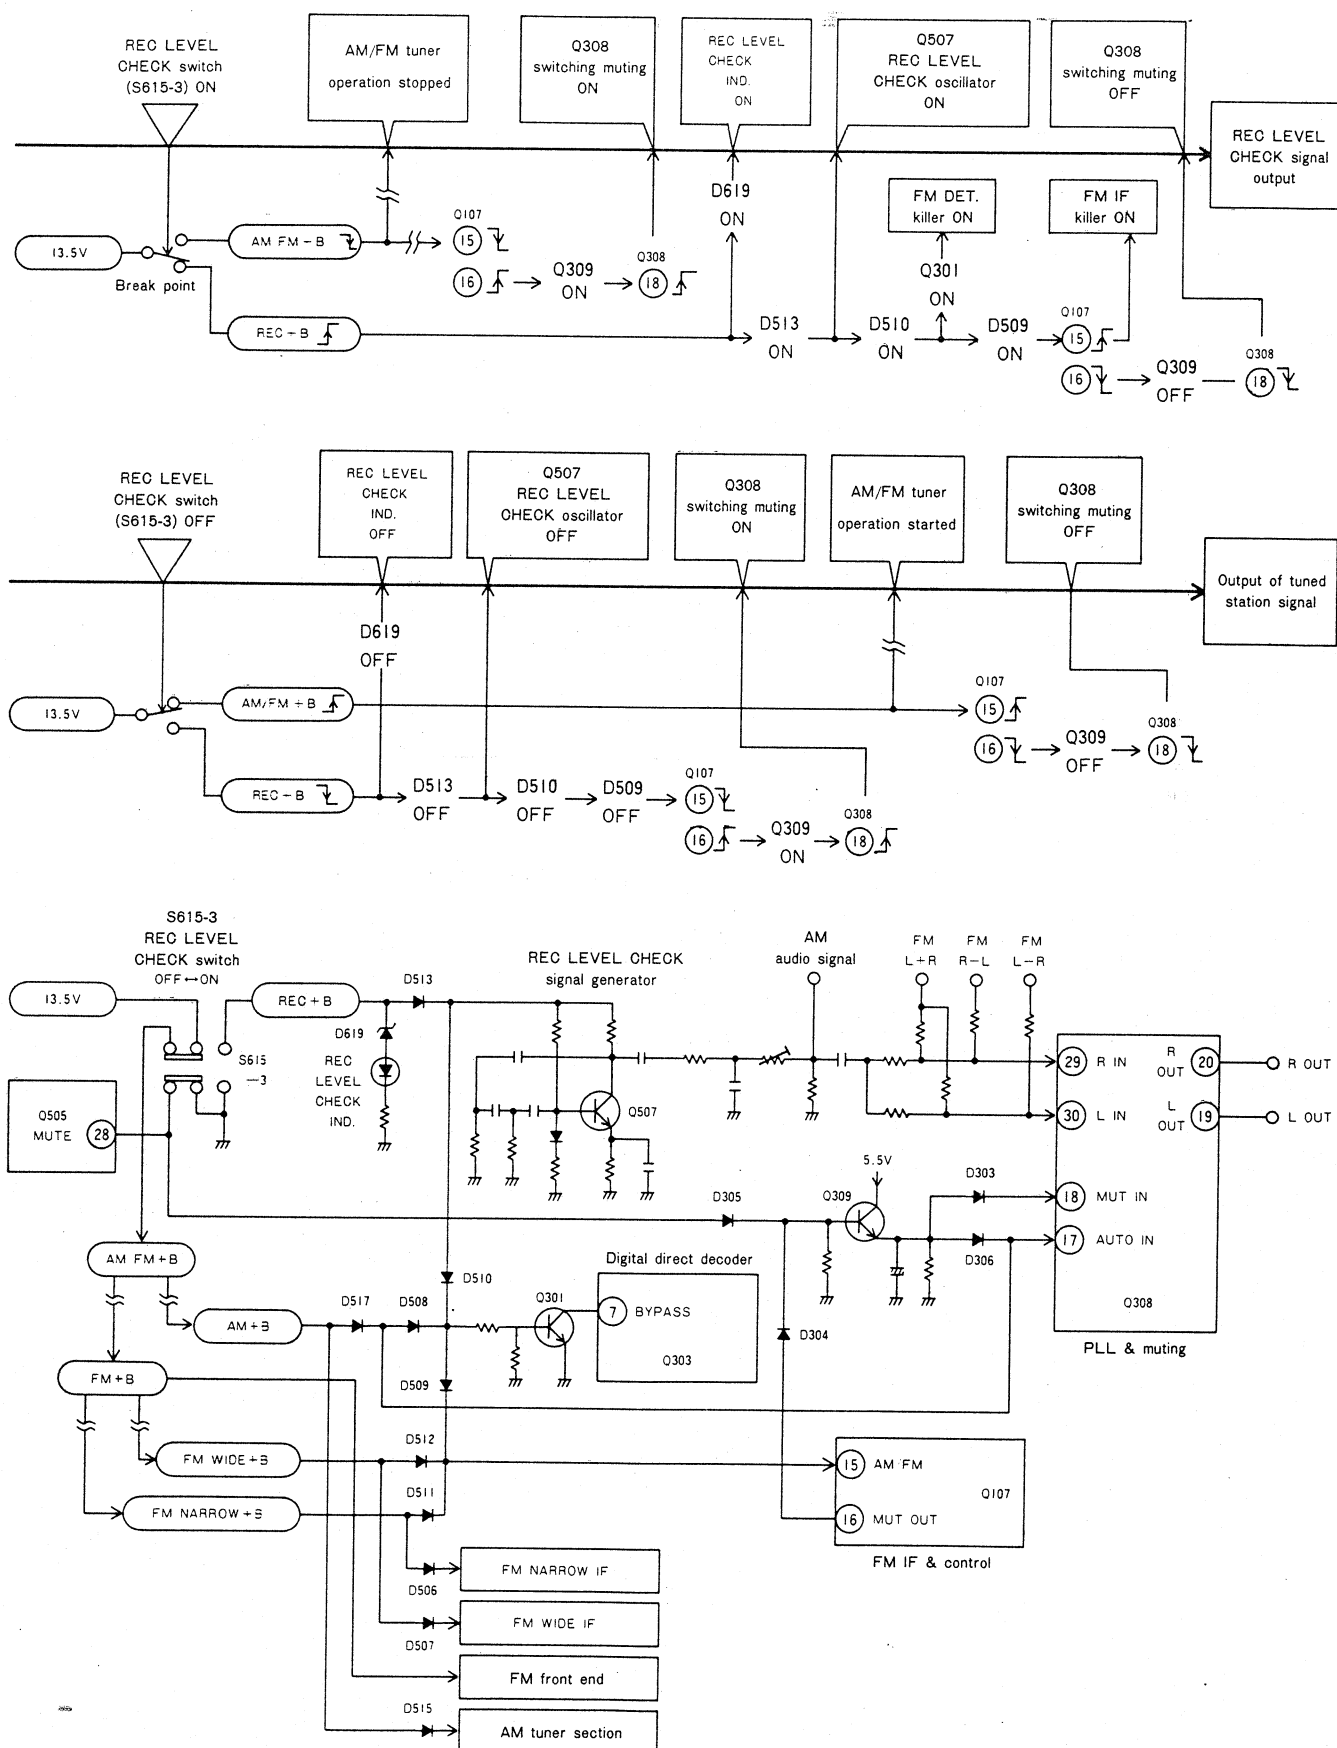 REC LEVEL
CHECK switch
(S615-3) ON
AM/FM tuner
operation stopped
Q308
switching muting
ON
REC LEVEL
CHECK
IND.
ON
Q507
REC LEVEL
CHECK oscillator
ON
Q308
switching muting
OFF
REC LEVEL
CHECK signal
output
D619
ON
FM DET.
killer ON
FM IF
killer ON
13.5V
Break point
AM FM-B
Q107
15
16
Q309
ON
Q308
18
Q301
ON
REC+B
D513
ON
D510
ON
D509
ON
Q107
15
16
Q309
OFF
Q308
18
REC LEVEL
CHECK switch
(S615-3) OFF
REC LEVEL
CHECK
IND.
OFF
Q507
REC LEVEL
CHECK oscillator
OFF
Q308
switching muting
ON
AM/FM tuner
operation started
Q308
switching muting
OFF
Output of tuned
station signal
D619
OFF
13.5V
AM/FM+B
Q107
15
16
Q309
OFF
Q308
18
REC-B
D513
OFF
D510
OFF
D509
OFF
Q107
15
16
Q309
ON
Q308
18
S615-3
REC LEVEL
CHECK switch
OFF↔ON
13.5V
REC+B
D513
REC LEVEL CHECK
signal generator
AM
audio signal
FM
L+R
FM
R-L
FM
L-R
D619
REC
LEVEL
CHECK
IND.
S615
-3
Q505
MUTE
28
Q507
29
R IN
R
OUT
20
R OUT
30
L IN
L
OUT
19
L OUT
5.5V
D305
Q309
D303
18
MUT IN
D306
17
AUTO IN
Q308
PLL & muting
AM FM+B
D510
Digital direct decoder
Q301
7
BYPASS
Q303
D304
AM+B
D517
D508
FM+B
D509
FM WIDE+B
D512
D511
FM NARROW+B
15
AM FM
Q107
16
MUT OUT
FM IF & control
D506
FM NARROW IF
D507
FM WIDE IF
FM front end
D515
AM tuner section